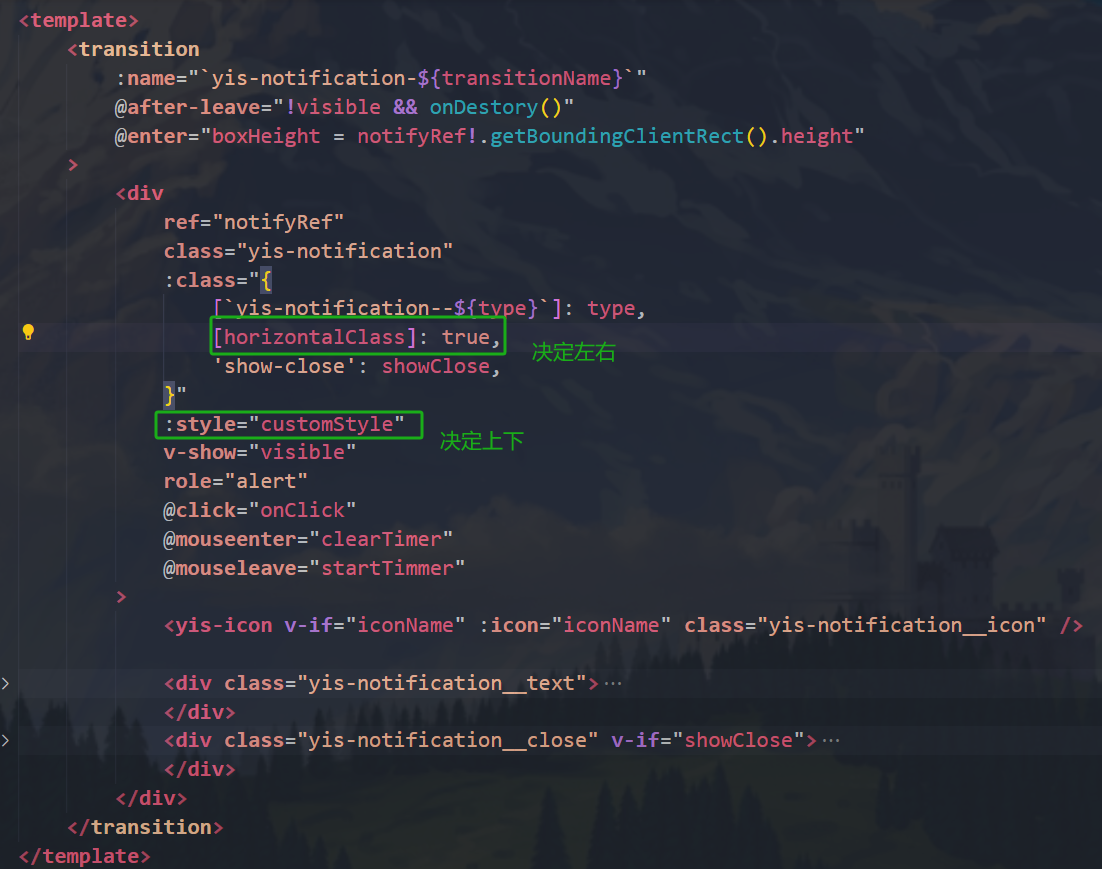 <template>
<transition
:name="`yis-notification-${transitionName}`"
@after-leave="!visible && onDestory()"
@enter="boxHeight = notifyRef!.getBoundingClientRect().height"
>
<div
ref="notifyRef"
class="yis-notification"
:class="{
[`yis-notification--${type}`]: type,
[horizontalClass]: true,
决定左右
'show-close': showClose,
}"
:style="customStyle"
决定上下
v-show="visible"
role="alert"
@click="onClick"
@mouseenter="clearTimer"
@mouseleave="startTimmer"
>
<yis-icon v-if="iconName" :icon="iconName" class="yis-notification__icon" />
<div class="yis-notification__text">···
</div>
<div class="yis-notification__close" v-if="showClose">···
</div>
</div>
</transition>
</template>